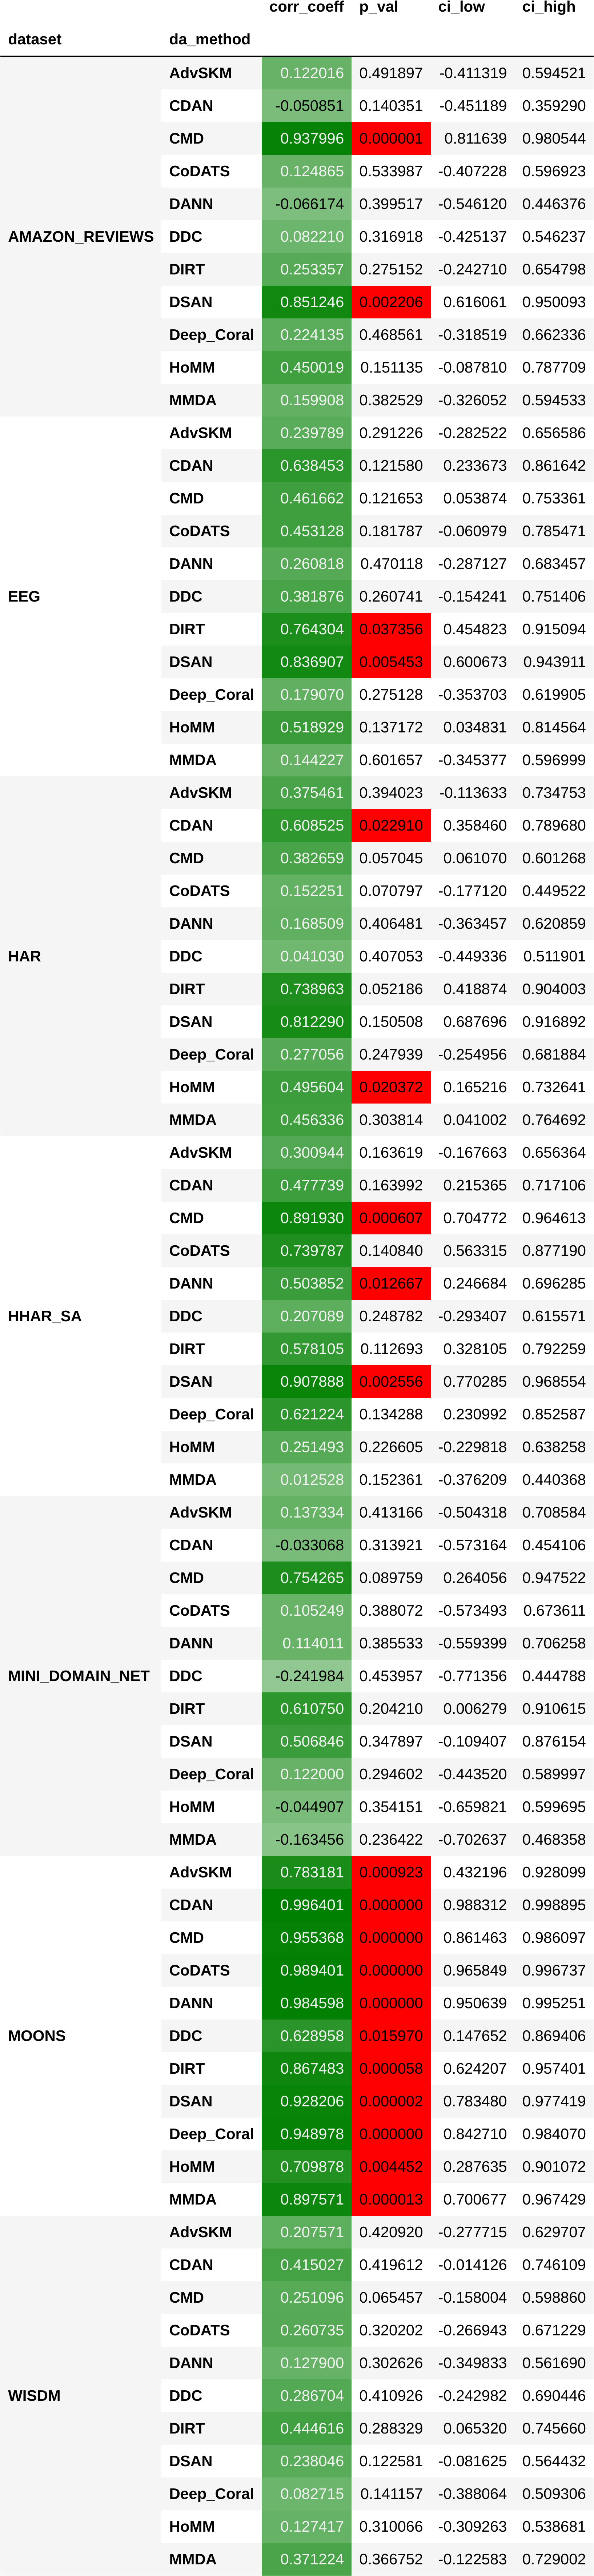 corr_coeff p_val ci_low ci_high
dataset da_method
AdvSKM 0.122016 0.491897 -0.411319 0.594521
CDAN -0.050851 0.140351 -0.451189 0.359290
CMD 0.937996 0.000001 0.811639 0.980544
CoDATS 0.124865 0.533987 -0.407228 0.596923
DANN -0.066174 0.399517 -0.546120 0.446376
AMAZON_REVIEWS DDC 0.082210 0.316918 -0.425137 0.546237
DIRT 0.253357 0.275152 -0.242710 0.654798
DSAN 0.851246 0.002206 0.616061 0.950093
Deep_Coral 0.224135 0.468561 -0.318519 0.662336
HoMM 0.450019 0.151135 -0.087810 0.787709
MMDA 0.159908 0.382529 -0.326052 0.594533
AdvSKM 0.239789 0.291226 -0.282522 0.656586
CDAN 0.638453 0.121580 0.233673 0.861642
CMD 0.461662 0.121653 0.053874 0.753361
CoDATS 0.453128 0.181787 -0.060979 0.785471
DANN 0.260818 0.470118 -0.287127 0.683457
EEG DDC 0.381876 0.260741 -0.154241 0.751406
DIRT 0.764304 0.037356 0.454823 0.915094
DSAN 0.836907 0.005453 0.600673 0.943911
Deep_Coral 0.179070 0.275128 -0.353703 0.619905
HoMM 0.518929 0.137172 0.034831 0.814564
MMDA 0.144227 0.601657 -0.345377 0.596999
AdvSKM 0.375461 0.394023 -0.113633 0.734753
CDAN 0.608525 0.022910 0.358460 0.789680
CMD 0.382659 0.057045 0.061070 0.601268
CoDATS 0.152251 0.070797 -0.177120 0.449522
DANN 0.168509 0.406481 -0.363457 0.620859
HAR DDC 0.041030 0.407053 -0.449336 0.511901
DIRT 0.738963 0.052186 0.418874 0.904003
DSAN 0.812290 0.150508 0.687696 0.916892
Deep_Coral 0.277056 0.247939 -0.254956 0.681884
HoMM 0.495604 0.020372 0.165216 0.732641
MMDA 0.456336 0.303814 0.041002 0.764692
AdvSKM 0.300944 0.163619 -0.167663 0.656364
CDAN 0.477739 0.163992 0.215365 0.717106
CMD 0.891930 0.000607 0.704772 0.964613
CoDATS 0.739787 0.140840 0.563315 0.877190
DANN 0.503852 0.012667 0.246684 0.696285
HHAR_SA DDC 0.207089 0.248782 -0.293407 0.615571
DIRT 0.578105 0.112693 0.328105 0.792259
DSAN 0.907888 0.002556 0.770285 0.968554
Deep_Coral 0.621224 0.134288 0.230992 0.852587
HoMM 0.251493 0.226605 -0.229818 0.638258
MMDA 0.012528 0.152361 -0.376209 0.440368
AdvSKM 0.137334 0.413166 -0.504318 0.708584
CDAN -0.033068 0.313921 -0.573164 0.454106
CMD 0.754265 0.089759 0.264056 0.947522
CoDATS 0.105249 0.388072 -0.573493 0.673611
DANN 0.114011 0.385533 -0.559399 0.706258
MINI_DOMAIN_NET DDC -0.241984 0.453957 -0.771356 0.444788
DIRT 0.610750 0.204210 0.006279 0.910615
DSAN 0.506846 0.347897 -0.109407 0.876154
Deep_Coral 0.122000 0.294602 -0.443520 0.589997
HoMM -0.044907 0.354151 -0.659821 0.599695
MMDA -0.163456 0.236422 -0.702637 0.468358
AdvSKM 0.783181 0.000923 0.432196 0.928099
CDAN 0.996401 0.000000 0.988312 0.998895
CMD 0.955368 0.000000 0.861463 0.986097
CoDATS 0.989401 0.000000 0.965849 0.996737
DANN 0.984598 0.000000 0.950639 0.995251
MOONS DDC 0.628958 0.015970 0.147652 0.869406
DIRT 0.867483 0.000058 0.624207 0.957401
DSAN 0.928206 0.000002 0.783480 0.977419
Deep_Coral 0.948978 0.000000 0.842710 0.984070
HoMM 0.709878 0.004452 0.287635 0.901072
MMDA 0.897571 0.000013 0.700677 0.967429
AdvSKM 0.207571 0.420920 -0.277715 0.629707
CDAN 0.415027 0.419612 -0.014126 0.746109
CMD 0.251096 0.065457 -0.158004 0.598860
CoDATS 0.260735 0.320202 -0.266943 0.671229
DANN 0.127900 0.302626 -0.349833 0.561690
WISDM DDC 0.286704 0.410926 -0.242982 0.690446
DIRT 0.444616 0.288329 0.065320 0.745660
DSAN 0.238046 0.122581 -0.081625 0.564432
Deep_Coral 0.082715 0.141157 -0.388064 0.509306
HoMM 0.127417 0.310066 -0.309263 0.538681
MMDA 0.371224 0.366752 -0.122583 0.729002